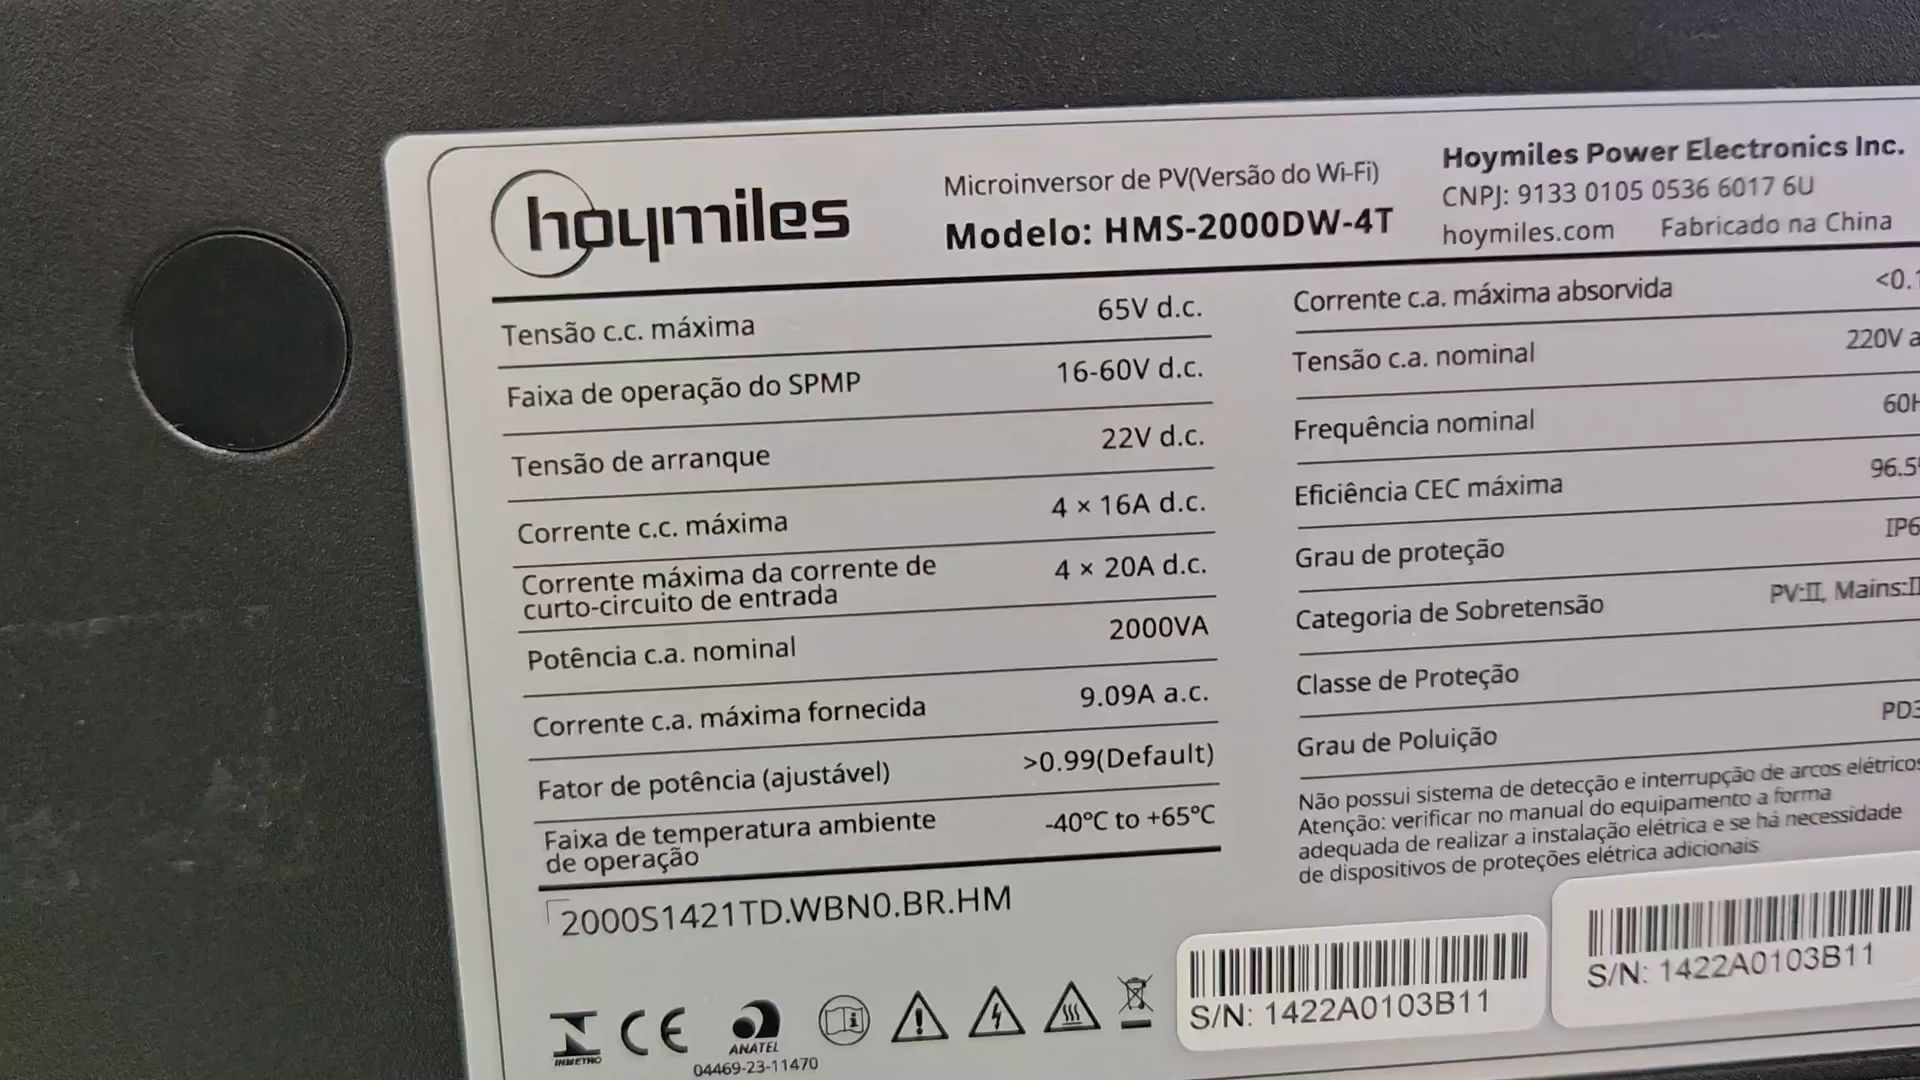 hoymiles
Microinversor de PV(Versão do Wi-Fi)
Modelo: HMS-2000DW-4T
Hoymiles Power Electronics Inc.
CNPJ: 9133 0105 0536 6017 6U
hoymiles.com Fabricado na China
Tensão c.c. máxima 65V d.c.
Faixa de operação do SPMP 16-60V d.c.
Tensão de arranque 22V d.c.
Corrente c.c. máxima 4 × 16A d.c.
Corrente máxima da corrente de
curto-circuito de entrada 4 × 20A d.c.
Potência c.a. nominal 2000VA
Corrente c.a. máxima fornecida 9.09A a.c.
Fator de potência (ajustável) >0.99(Default)
Faixa de temperatura ambiente
de operação -40°C to +65°C
2000S1421TD.WBN0.BR.HM
Corrente c.a. máxima absorvida <0.1
Tensão c.a. nominal 220V a
Frequência nominal 60H
Eficiência CEC máxima 96.5
Grau de proteção IP6
Categoria de Sobretensão PV:II, Mains:II
Classe de Proteção
Grau de Poluição PD3
Não possui sistema de detecção e interrupção de arcos elétricos
Atenção: verificar no manual do equipamento a forma
adequada de realizar a instalação elétrica e se há necessidade
de dispositivos de proteções elétrica adicionais
INMETRO
CE
ANATEL
04469-23-11470
S/N: 1422A0103B11
S/N: 1422A0103B11